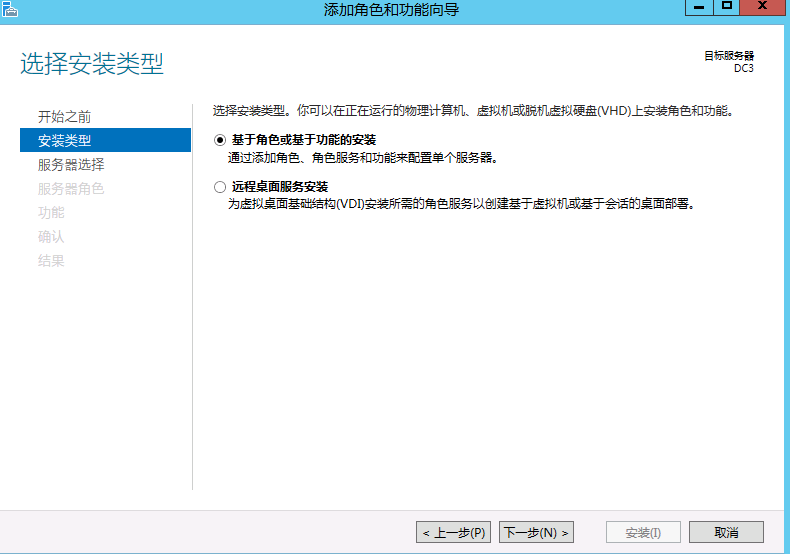 添加角色和功能向导
选择安装类型
目标服务器
DC3
开始之前
安装类型
服务器选择
服务器角色
功能
确认
结果
选择安装类型。你可以在正在运行的物理计算机、虚拟机或脱机虚拟硬盘(VHD)上安装角色和功能。
基于角色或基于功能的安装
通过添加角色、角色服务和功能来配置单个服务器。
远程桌面服务安装
为虚拟桌面基础结构(VDI)安装所需的角色服务以创建基于虚拟机或基于会话的桌面部署。
< 上一步(P)
下一步(N) >
安装(I)
取消